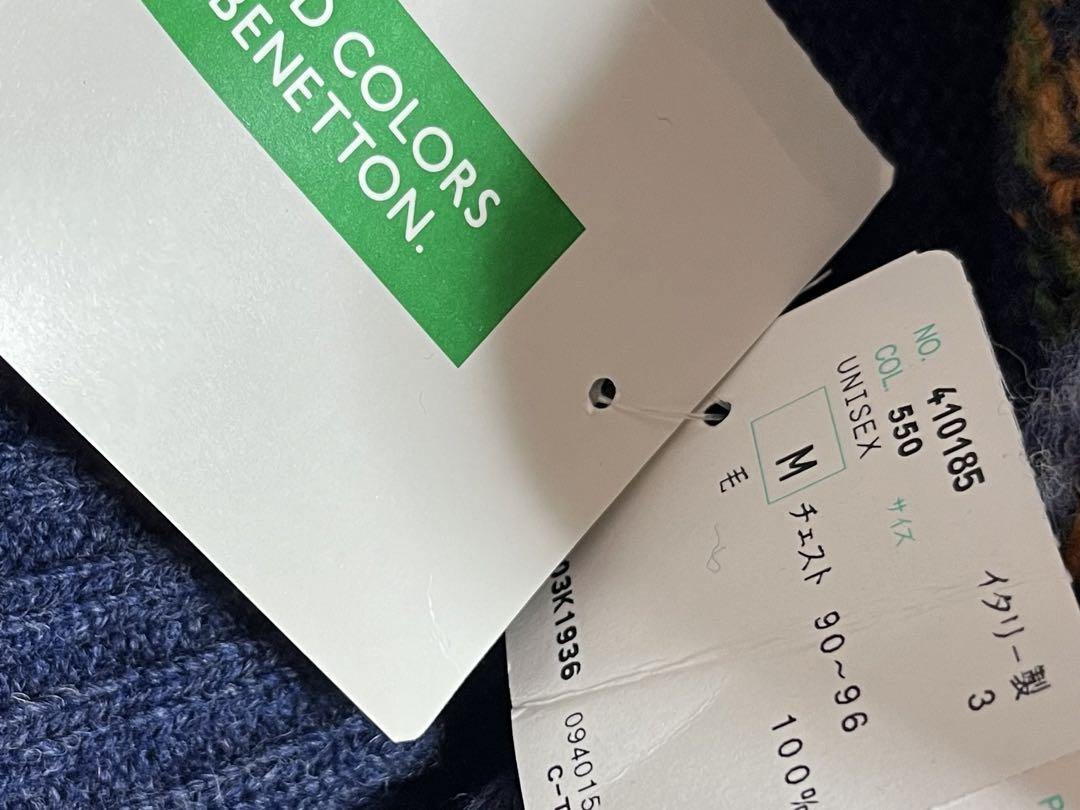 D COLORS
BENETTON.
NO. 410185
COL. 550
UNISEX
サイズ
M
チェスト 90~96
毛
100%
イタリー製
3
03K1936
094015
C-T